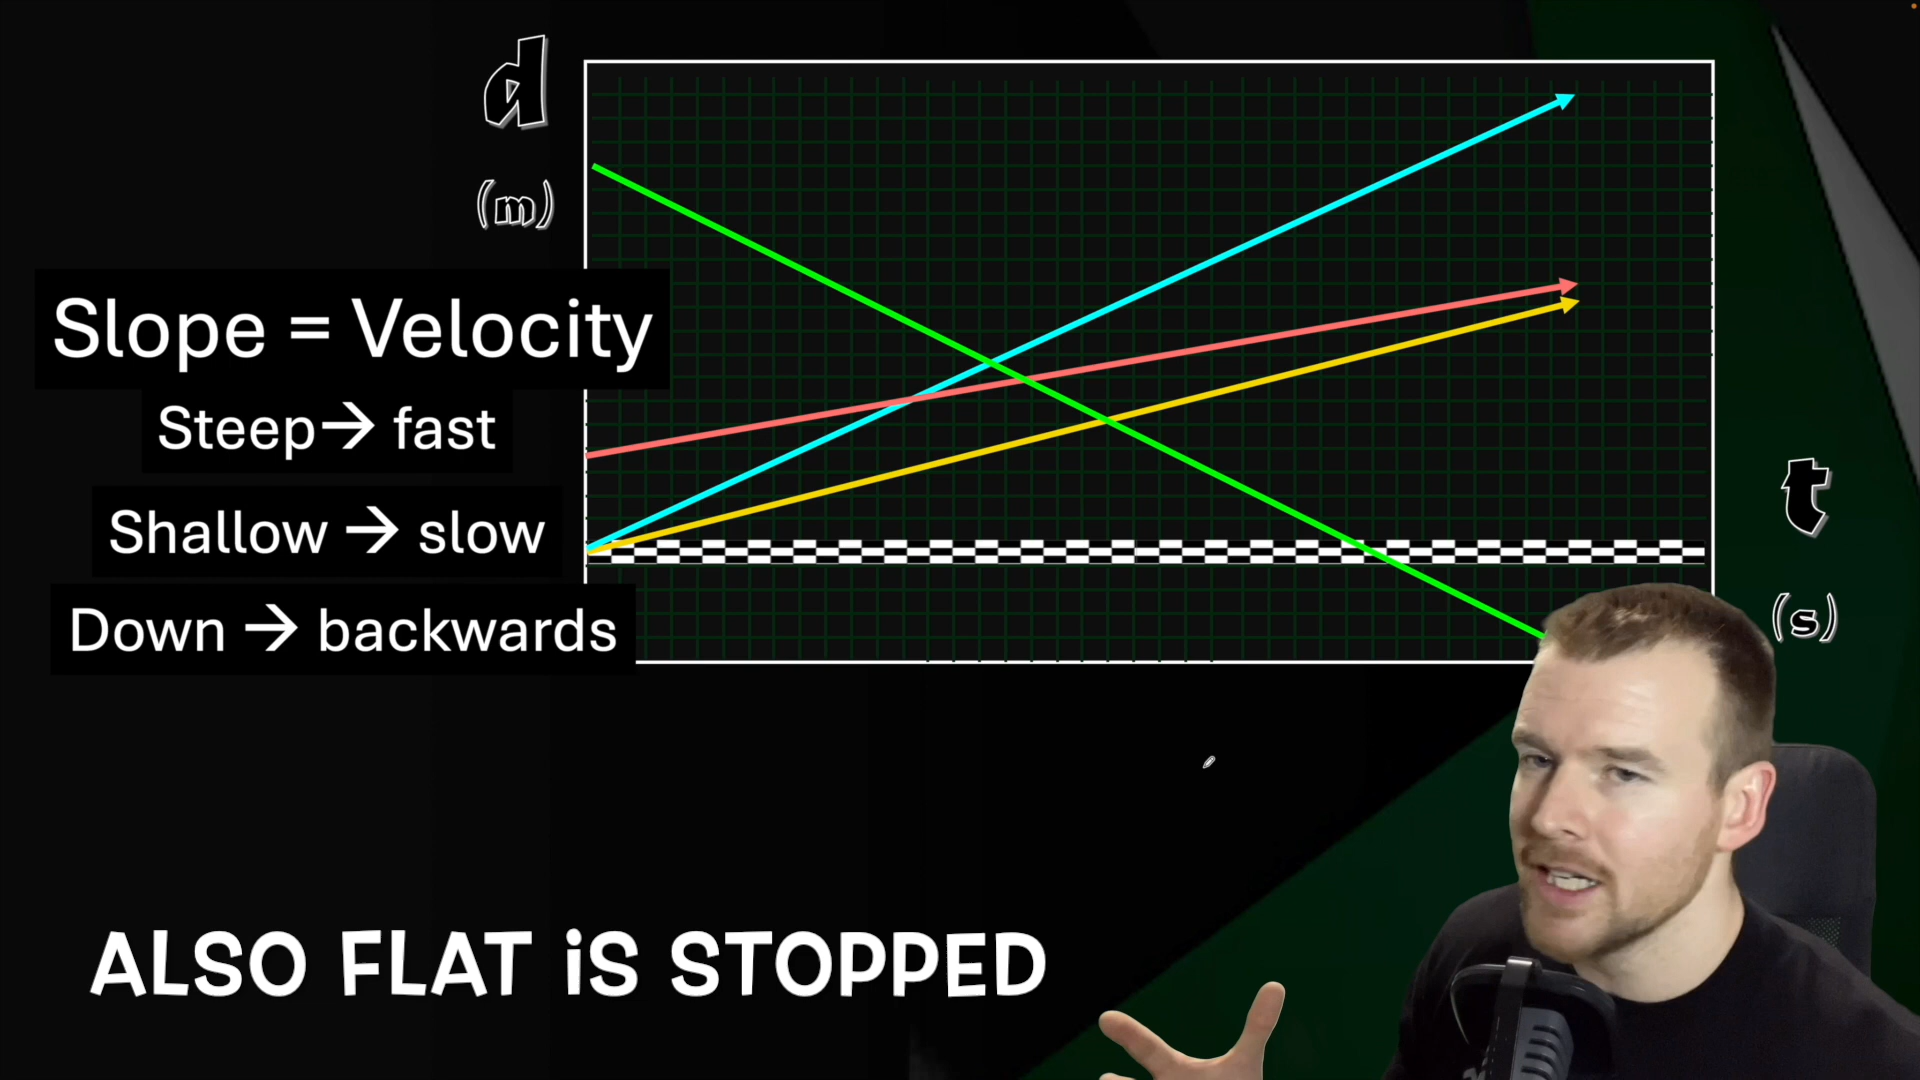 d
(m)
Slope = Velocity
Steep→ fast
Shallow → slow
Down → backwards
t
(s)
ALSO FLAT iS STOPPED